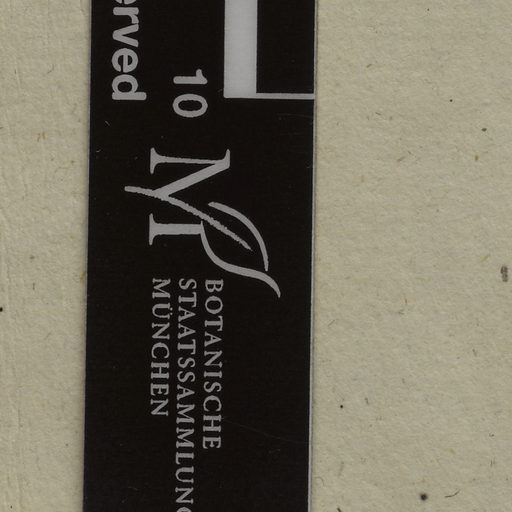 erved
10
M
BOTANISCHE
STAATSSAMMLUNG
MÜNCHEN